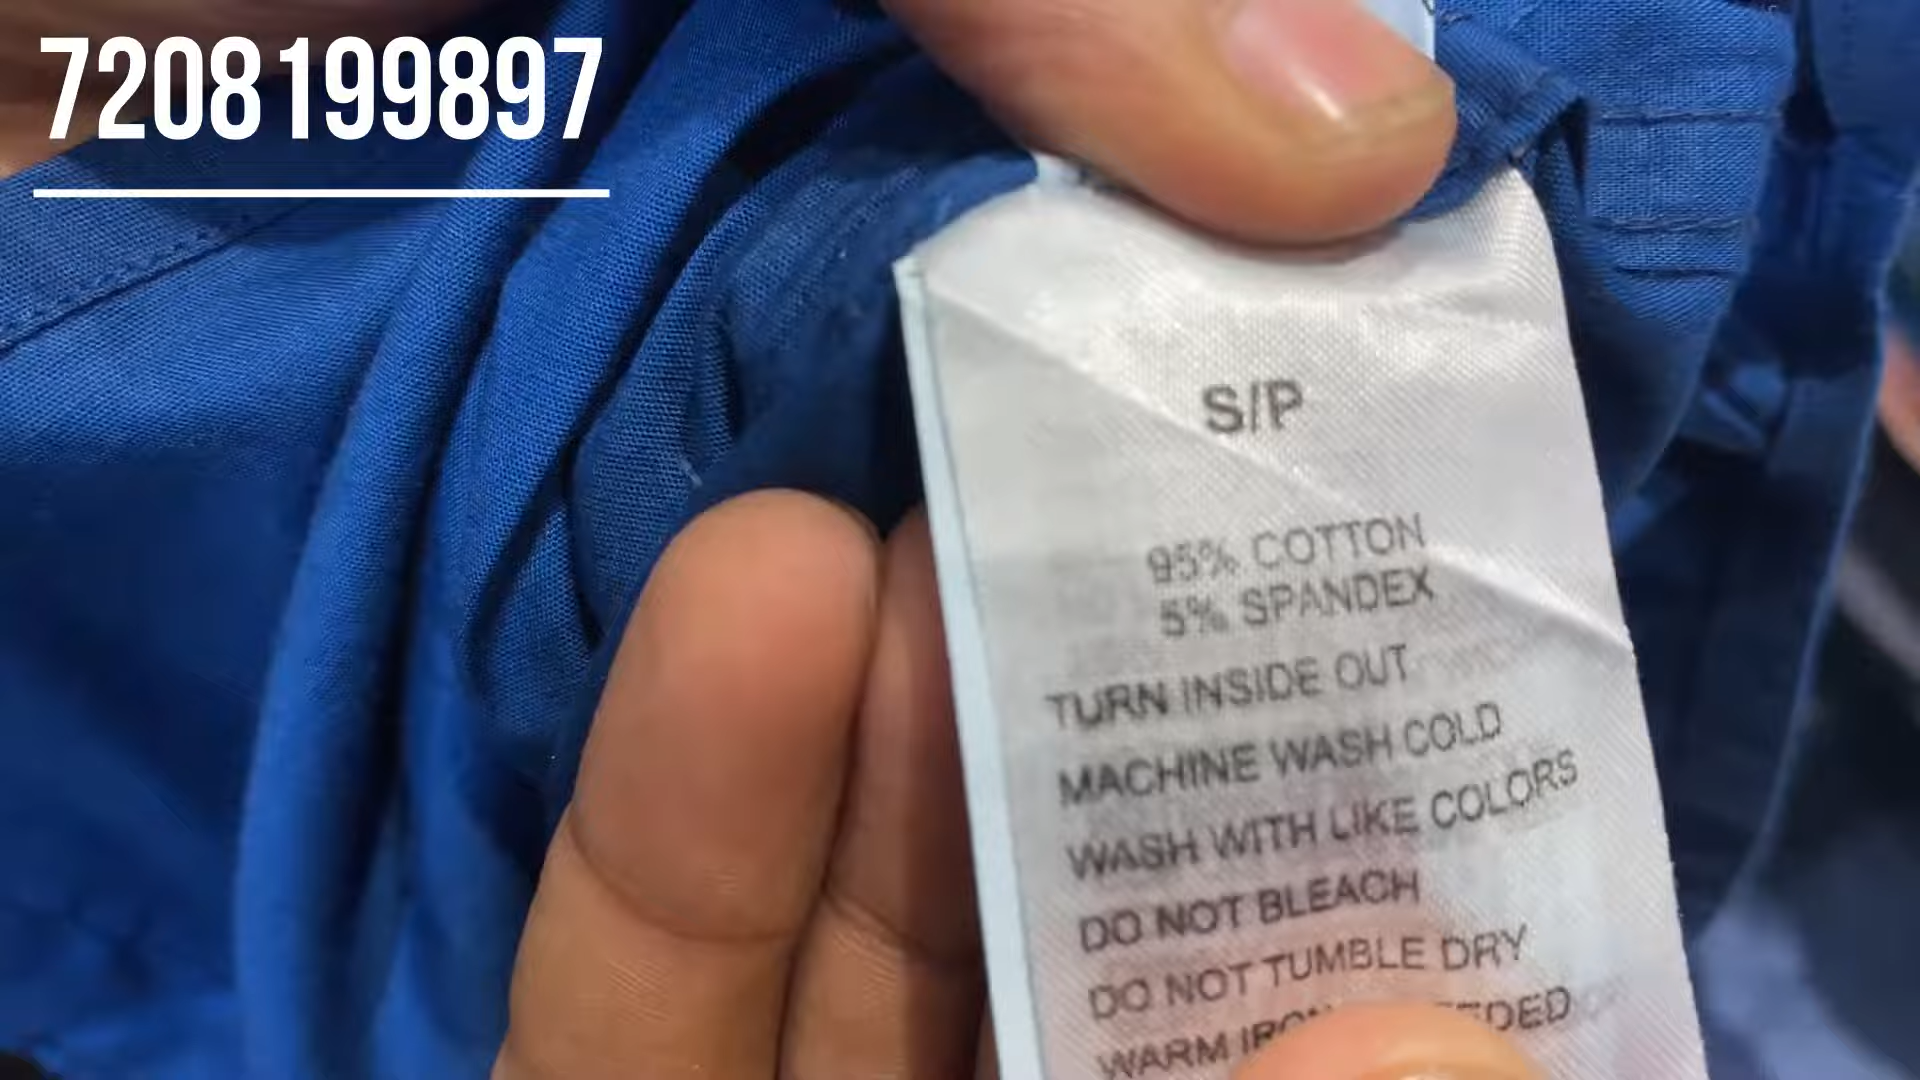 7208199897
S/P
95% COTTON
5% SPANDEX
TURN INSIDE OUT
MACHINE WASH COLD
WASH WITH LIKE COLORS
DO NOT BLEACH
DO NOT TUMBLE DRY
WARM